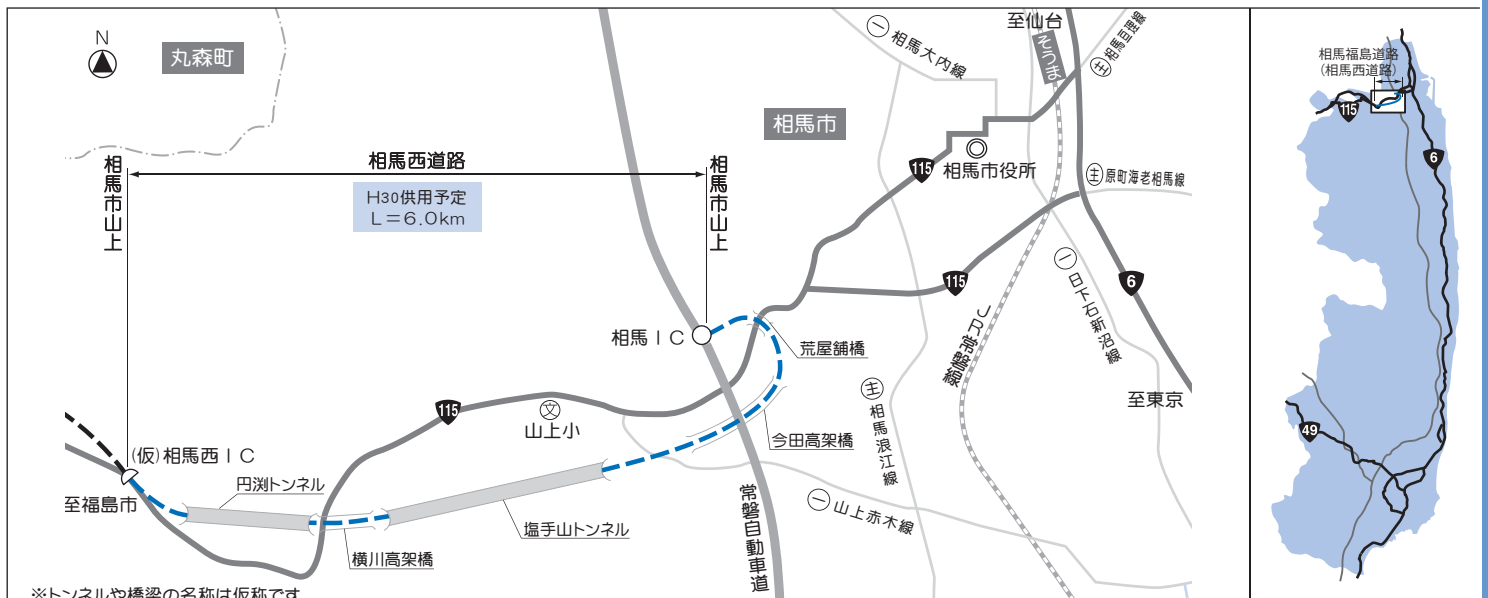 N
丸森町
相馬市
至仙台
そうま
㊀相馬大内線
㊀相馬亘理線
相馬西道路
H30供用予定
L=6.0km
相馬市山上
相馬市山上
115
相馬市役所
㊀原町海老相馬線
115
6
㊀日下石新沼線
JR常磐線
至東京
相馬IC
荒屋舗橋
今田高架橋
㊀相馬浪江線
115
文
山上小
(仮)相馬西IC
至福島市
円渕トンネル
横川高架橋
塩手山トンネル
常磐自動車道
㊀山上赤木線
※トンネルや橋梁の名称は仮称です
相馬福島道路
(相馬西道路)
115
6
49